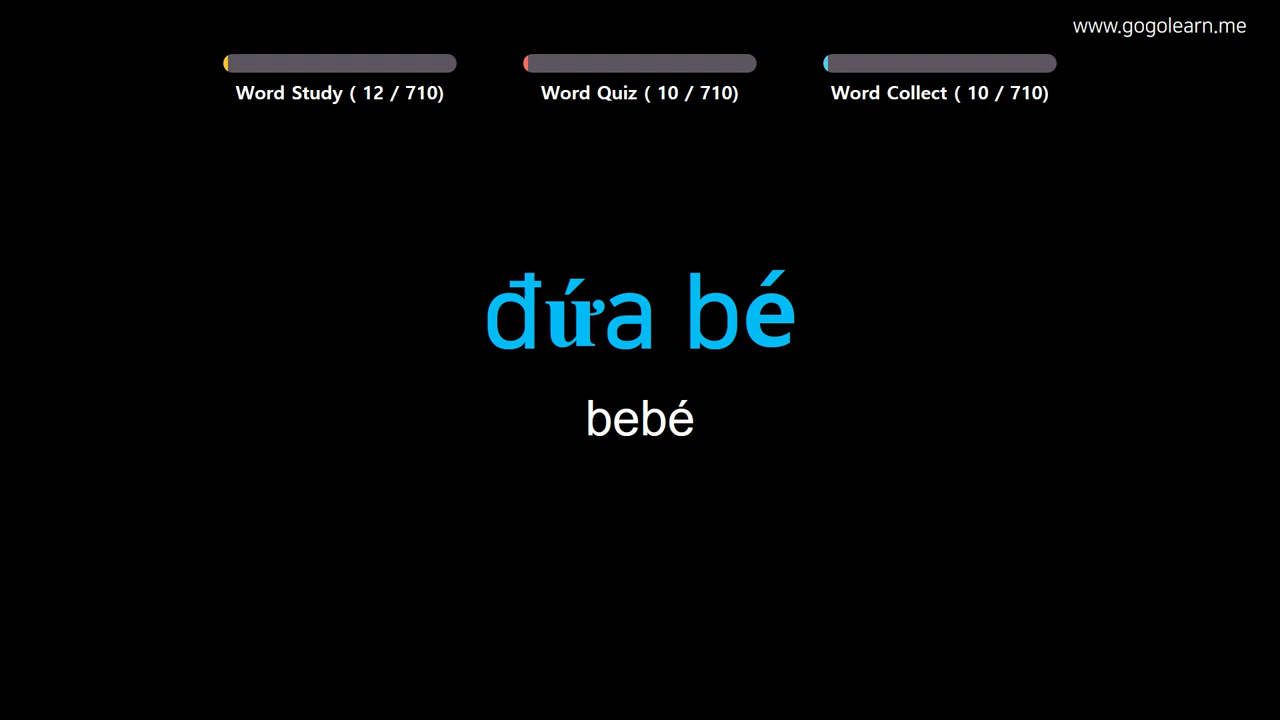 www.gogolearn.me
Word Study ( 12 / 710)
Word Quiz ( 10 / 710)
Word Collect ( 10 / 710)
đứa bé
bebé